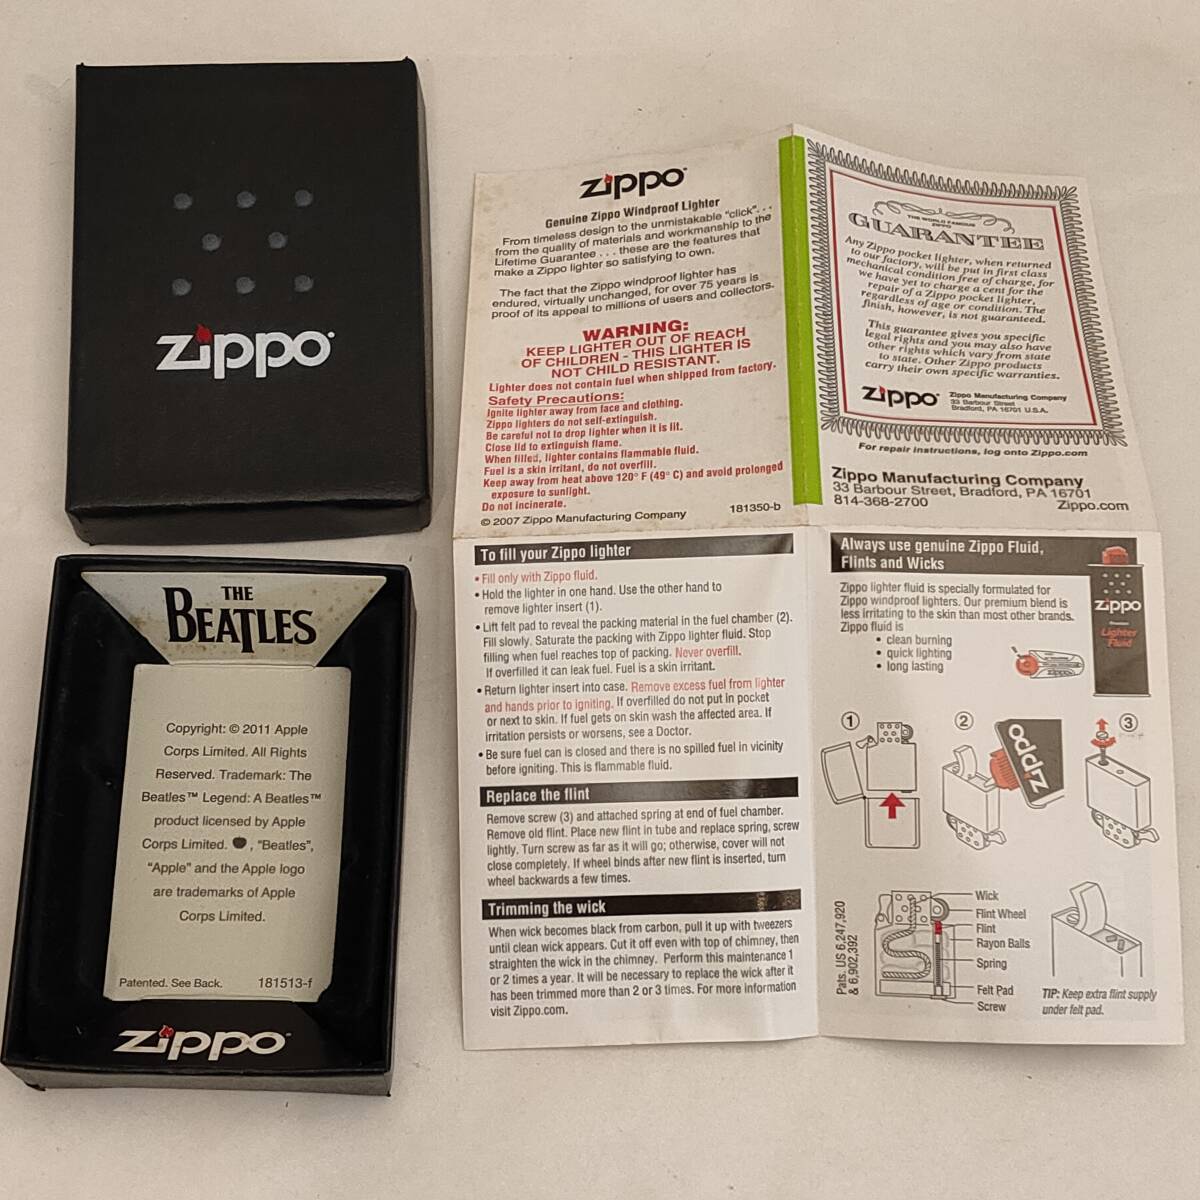 zippo
THE
BEATLES
Copyright: © 2011 Apple
Corps Limited. All Rights
Reserved. Trademark: The
Beatles™ Legend: A Beatles™
product licensed by Apple
Corps Limited. , "Beatles",
"Apple" and the Apple logo
are trademarks of Apple
Corps Limited.
Patented. See Back. 181513-f
zippo
zippo
Genuine Zippo Windproof Lighter
From timeless design to the unmistakable "click". . .
from the quality of materials and workmanship to the
Lifetime Guarantee . . . these are the features that
make a Zippo lighter so satisfying to own.
The fact that the Zippo windproof lighter has
endured, virtually unchanged, for over 75 years is
proof of its appeal to millions of users and collectors.
WARNING:
KEEP LIGHTER OUT OF REACH
OF CHILDREN - THIS LIGHTER IS
NOT CHILD RESISTANT.
Lighter does not contain fuel when shipped from factory.
Safety Precautions:
Ignite lighter away from face and clothing.
Zippo lighters do not self-extinguish.
Be careful not to drop lighter when it is lit.
Close lid to extinguish flame.
When filled, lighter contains flammable fluid.
Fuel is a skin irritant, do not overfill.
Keep away from heat above 120° F (49° C) and avoid prolonged
exposure to sunlight.
Do not incinerate.
© 2007 Zippo Manufacturing Company 181350-b
THE WORLD FAMOUS
ZIPPO
GUARANTEE
Any Zippo pocket lighter, when returned
to our factory, will be put in first class
mechanical condition free of charge, for
we have yet to charge a cent for the
repair of a Zippo pocket lighter,
regardless of age or condition. The
finish, however, is not guaranteed.
This guarantee gives you specific
legal rights and you may also have
other rights which vary from state
to state. Other Zippo products
carry their own specific warranties.
zippo
Zippo Manufacturing Company
33 Barbour Street
Bradford, PA 16701 U.S.A.
For repair instructions, log onto Zippo.com
Zippo Manufacturing Company
33 Barbour Street, Bradford, PA 16701
814-368-2700 Zippo.com
To fill your Zippo lighter
• Fill only with Zippo fluid.
• Hold the lighter in one hand. Use the other hand to
remove lighter insert (1).
• Lift felt pad to reveal the packing material in the fuel chamber (2).
Fill slowly. Saturate the packing with Zippo lighter fluid. Stop
filling when fuel reaches top of packing. Never overfill.
If overfilled it can leak fuel. Fuel is a skin irritant.
• Return lighter insert into case. Remove excess fuel from lighter
and hands prior to igniting. If overfilled do not put in pocket
or next to skin. If fuel gets on skin wash the affected area. If
irritation persists or worsens, see a Doctor.
• Be sure fuel can is closed and there is no spilled fuel in vicinity
before igniting. This is flammable fluid.
Replace the flint
Remove screw (3) and attached spring at end of fuel chamber.
Remove old flint. Place new flint in tube and replace spring, screw
lightly. Turn screw as far as it will go; otherwise, cover will not
close completely. If wheel binds after new flint is inserted, turn
wheel backwards a few times.
Trimming the wick
When wick becomes black from carbon, pull it up with tweezers
until clean wick appears. Cut it off even with top of chimney, then
straighten the wick in the chimney. Perform this maintenance 1
or 2 times a year. It will be necessary to replace the wick after it
has been trimmed more than 2 or 3 times. For more information
visit Zippo.com.
Always use genuine Zippo Fluid,
Flints and Wicks
Zippo lighter fluid is specially formulated for
Zippo windproof lighters. Our premium blend is
less irritating to the skin than most other brands.
Zippo fluid is
• clean burning
• quick lighting
• long lasting
zippo
Lighter
Fluid
1
2
3
zippo
Pats. US 6,247,920
& 6,902,392
Wick
Flint Wheel
Flint
Rayon Balls
Spring
Felt Pad
Screw
TIP: Keep extra flint supply
under felt pad.